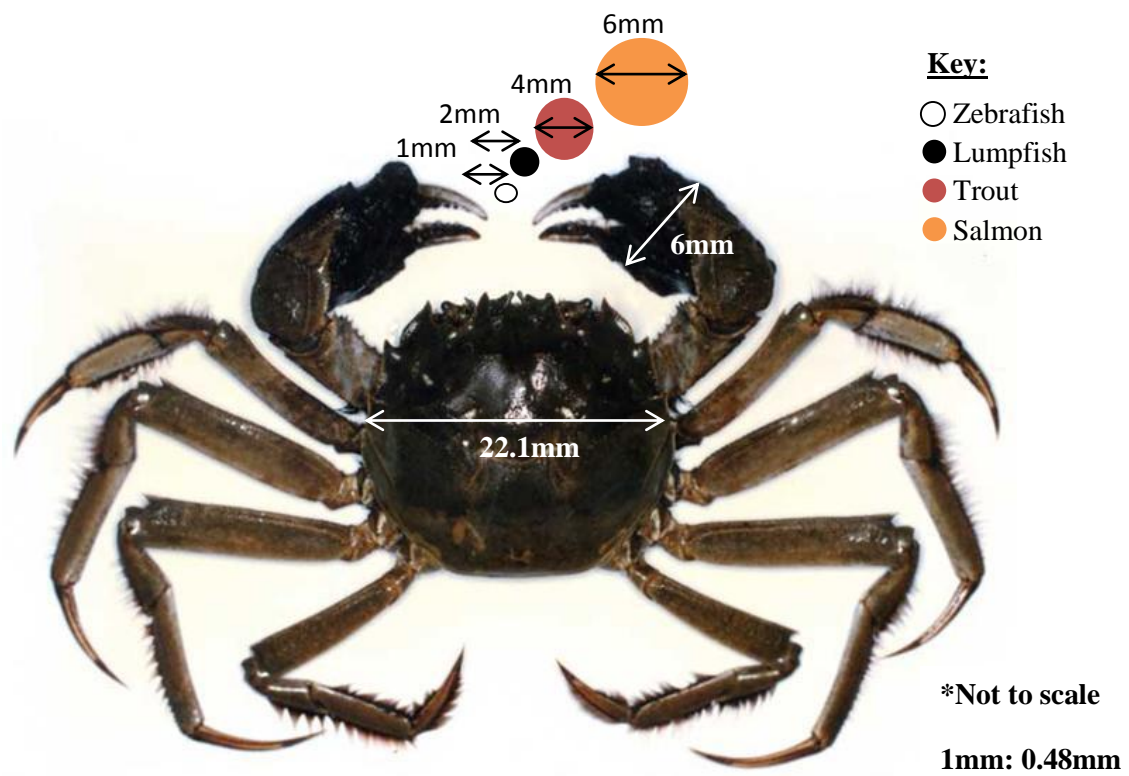 6mm
4mm
2mm
1mm
6mm
22.1mm
Key:
Zebrafish
Lumpfish
Trout
Salmon
*Not to scale
1mm: 0.48mm